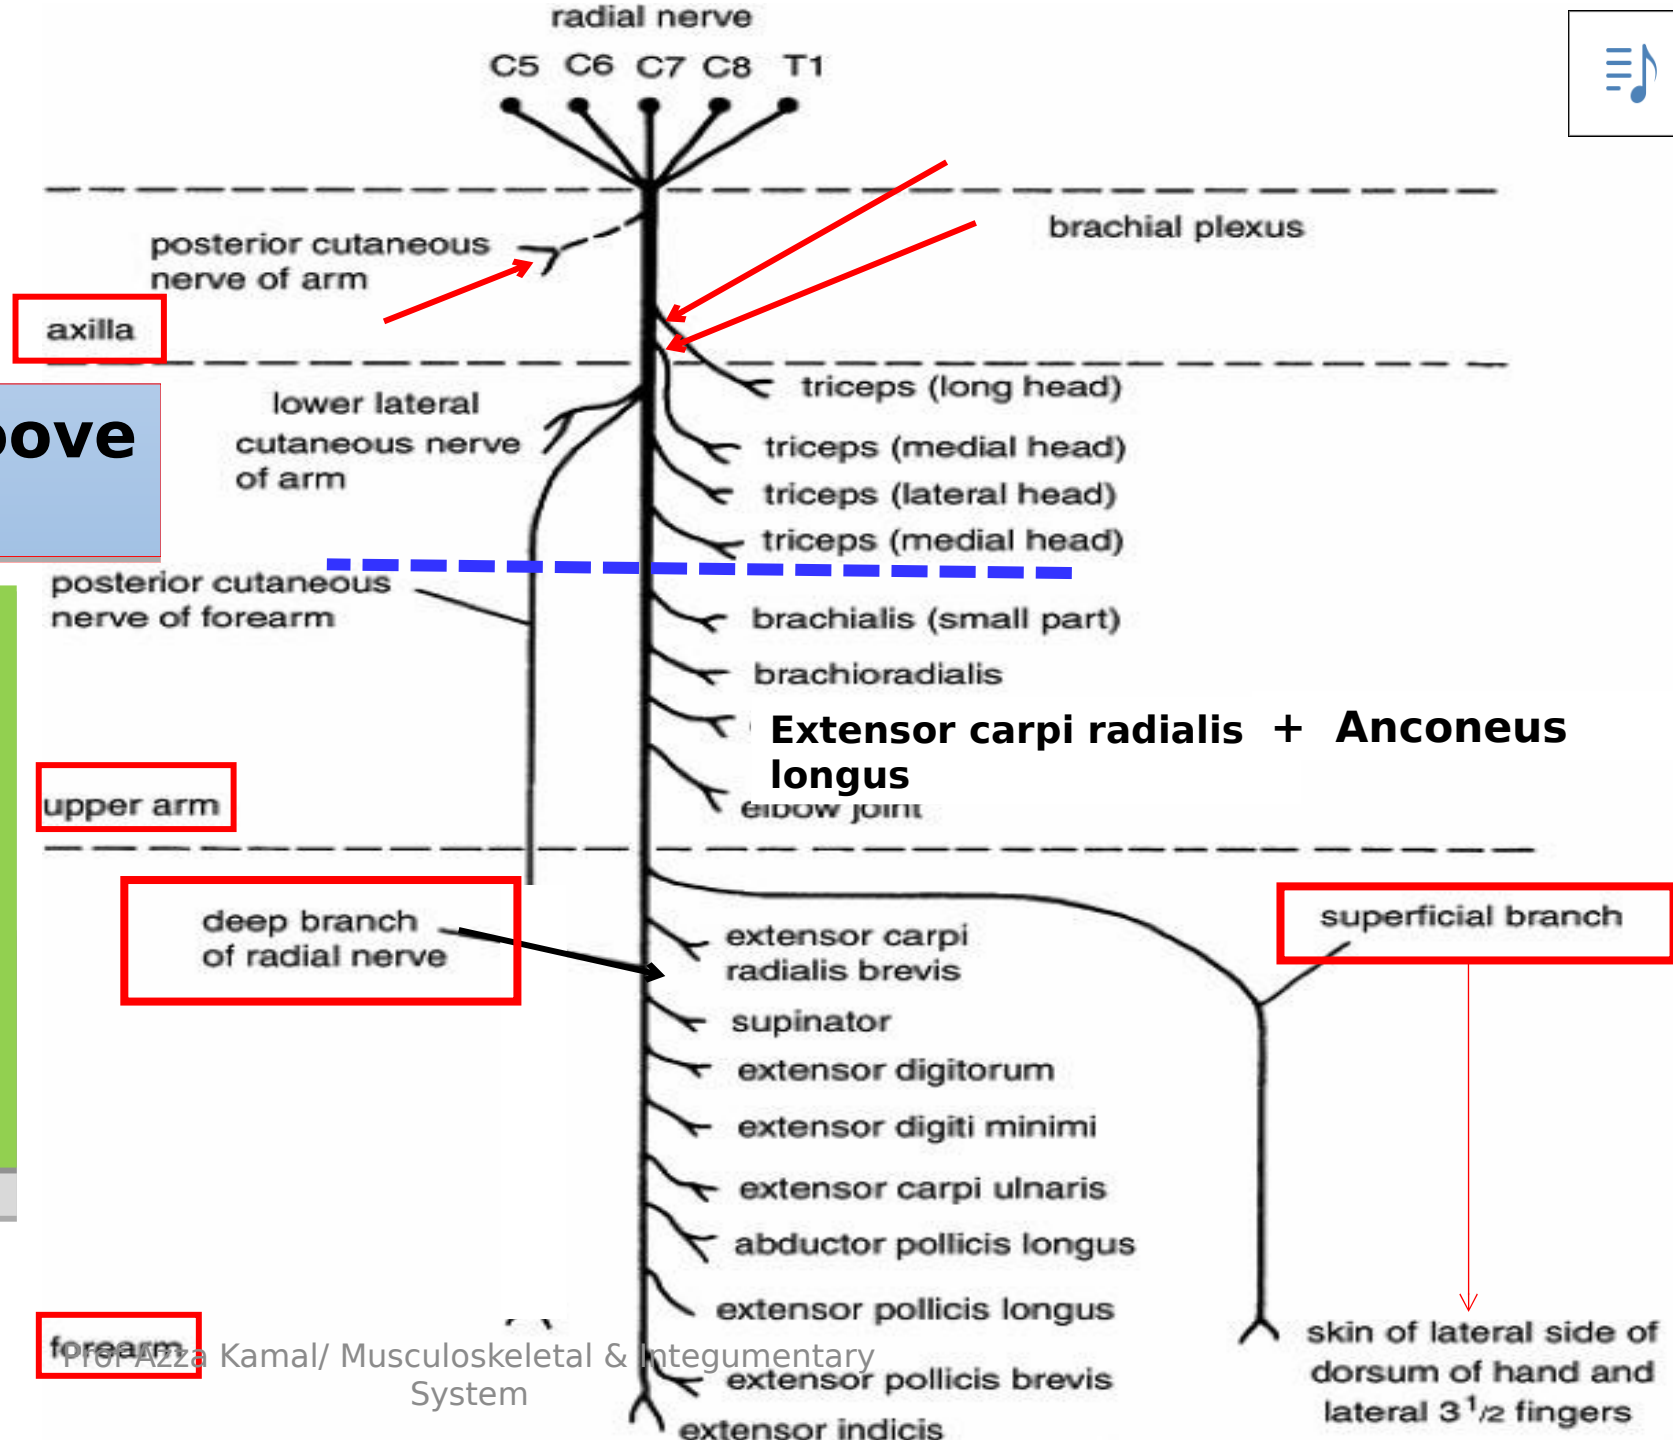 radial nerve
C5 C6 C7 C8 T1
brachial plexus
posterior cutaneous
nerve of arm
axilla
triceps (long head)
lower lateral
cutaneous nerve
of arm
triceps (medial head)
triceps (lateral head)
triceps (medial head)
posterior cutaneous
nerve of forearm
brachialis (small part)
brachioradialis
Extensor carpi radialis + Anconeus
longus
elbow joint
upper arm
deep branch
of radial nerve
superficial branch
extensor carpi
radialis brevis
supinator
extensor digitorum
extensor digiti minimi
extensor carpi ulnaris
abductor pollicis longus
extensor pollicis longus
forearm
Prof Azza Kamal/ Musculoskeletal & Integumentary
System
extensor pollicis brevis
extensor indicis
skin of lateral side of
dorsum of hand and
lateral 3 1/2 fingers